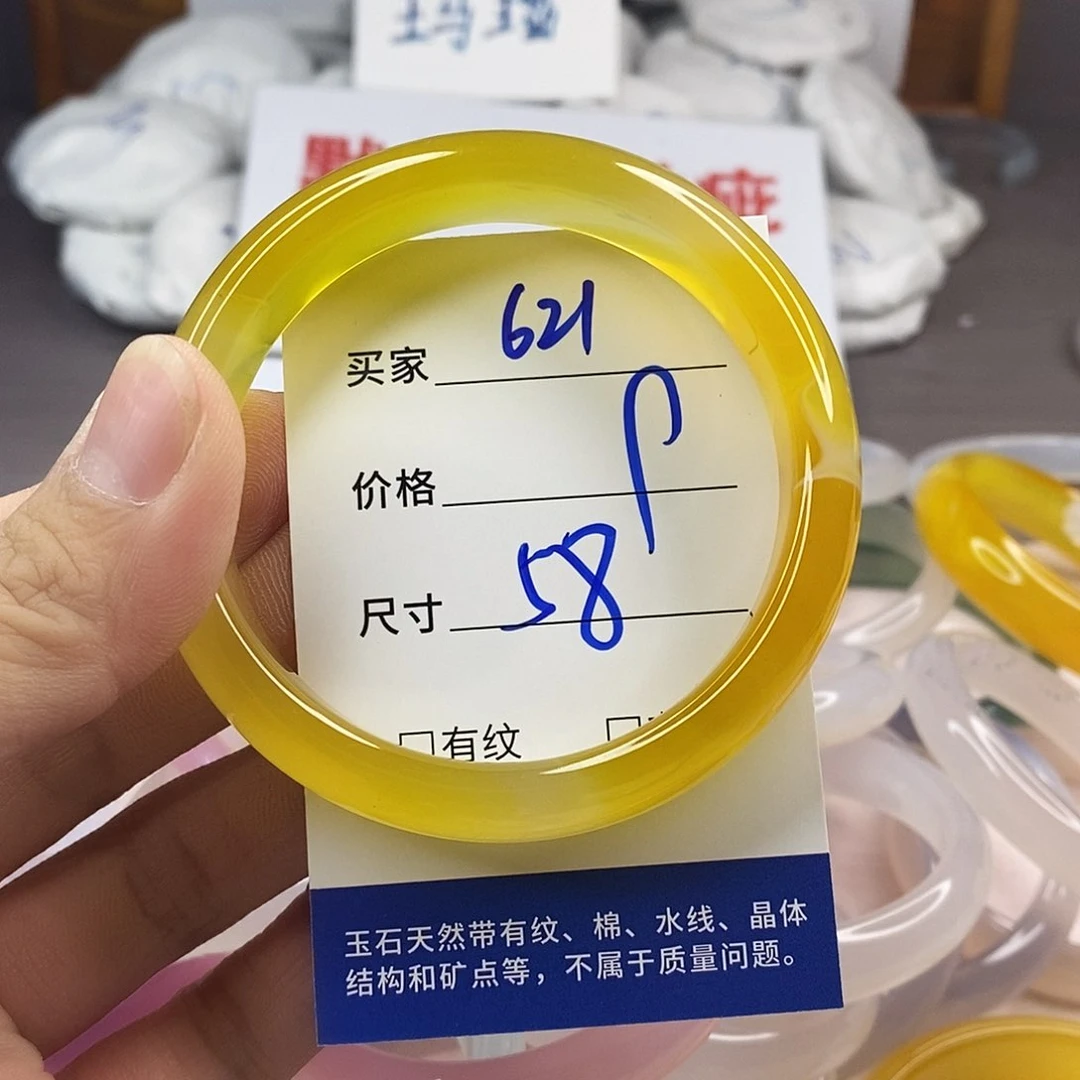 玛瑙
疵
买家 621
价格
尺寸 58
□有纹 □
玉石天然带有纹、棉、水线、晶体
结构和矿点等，不属于质量问题。